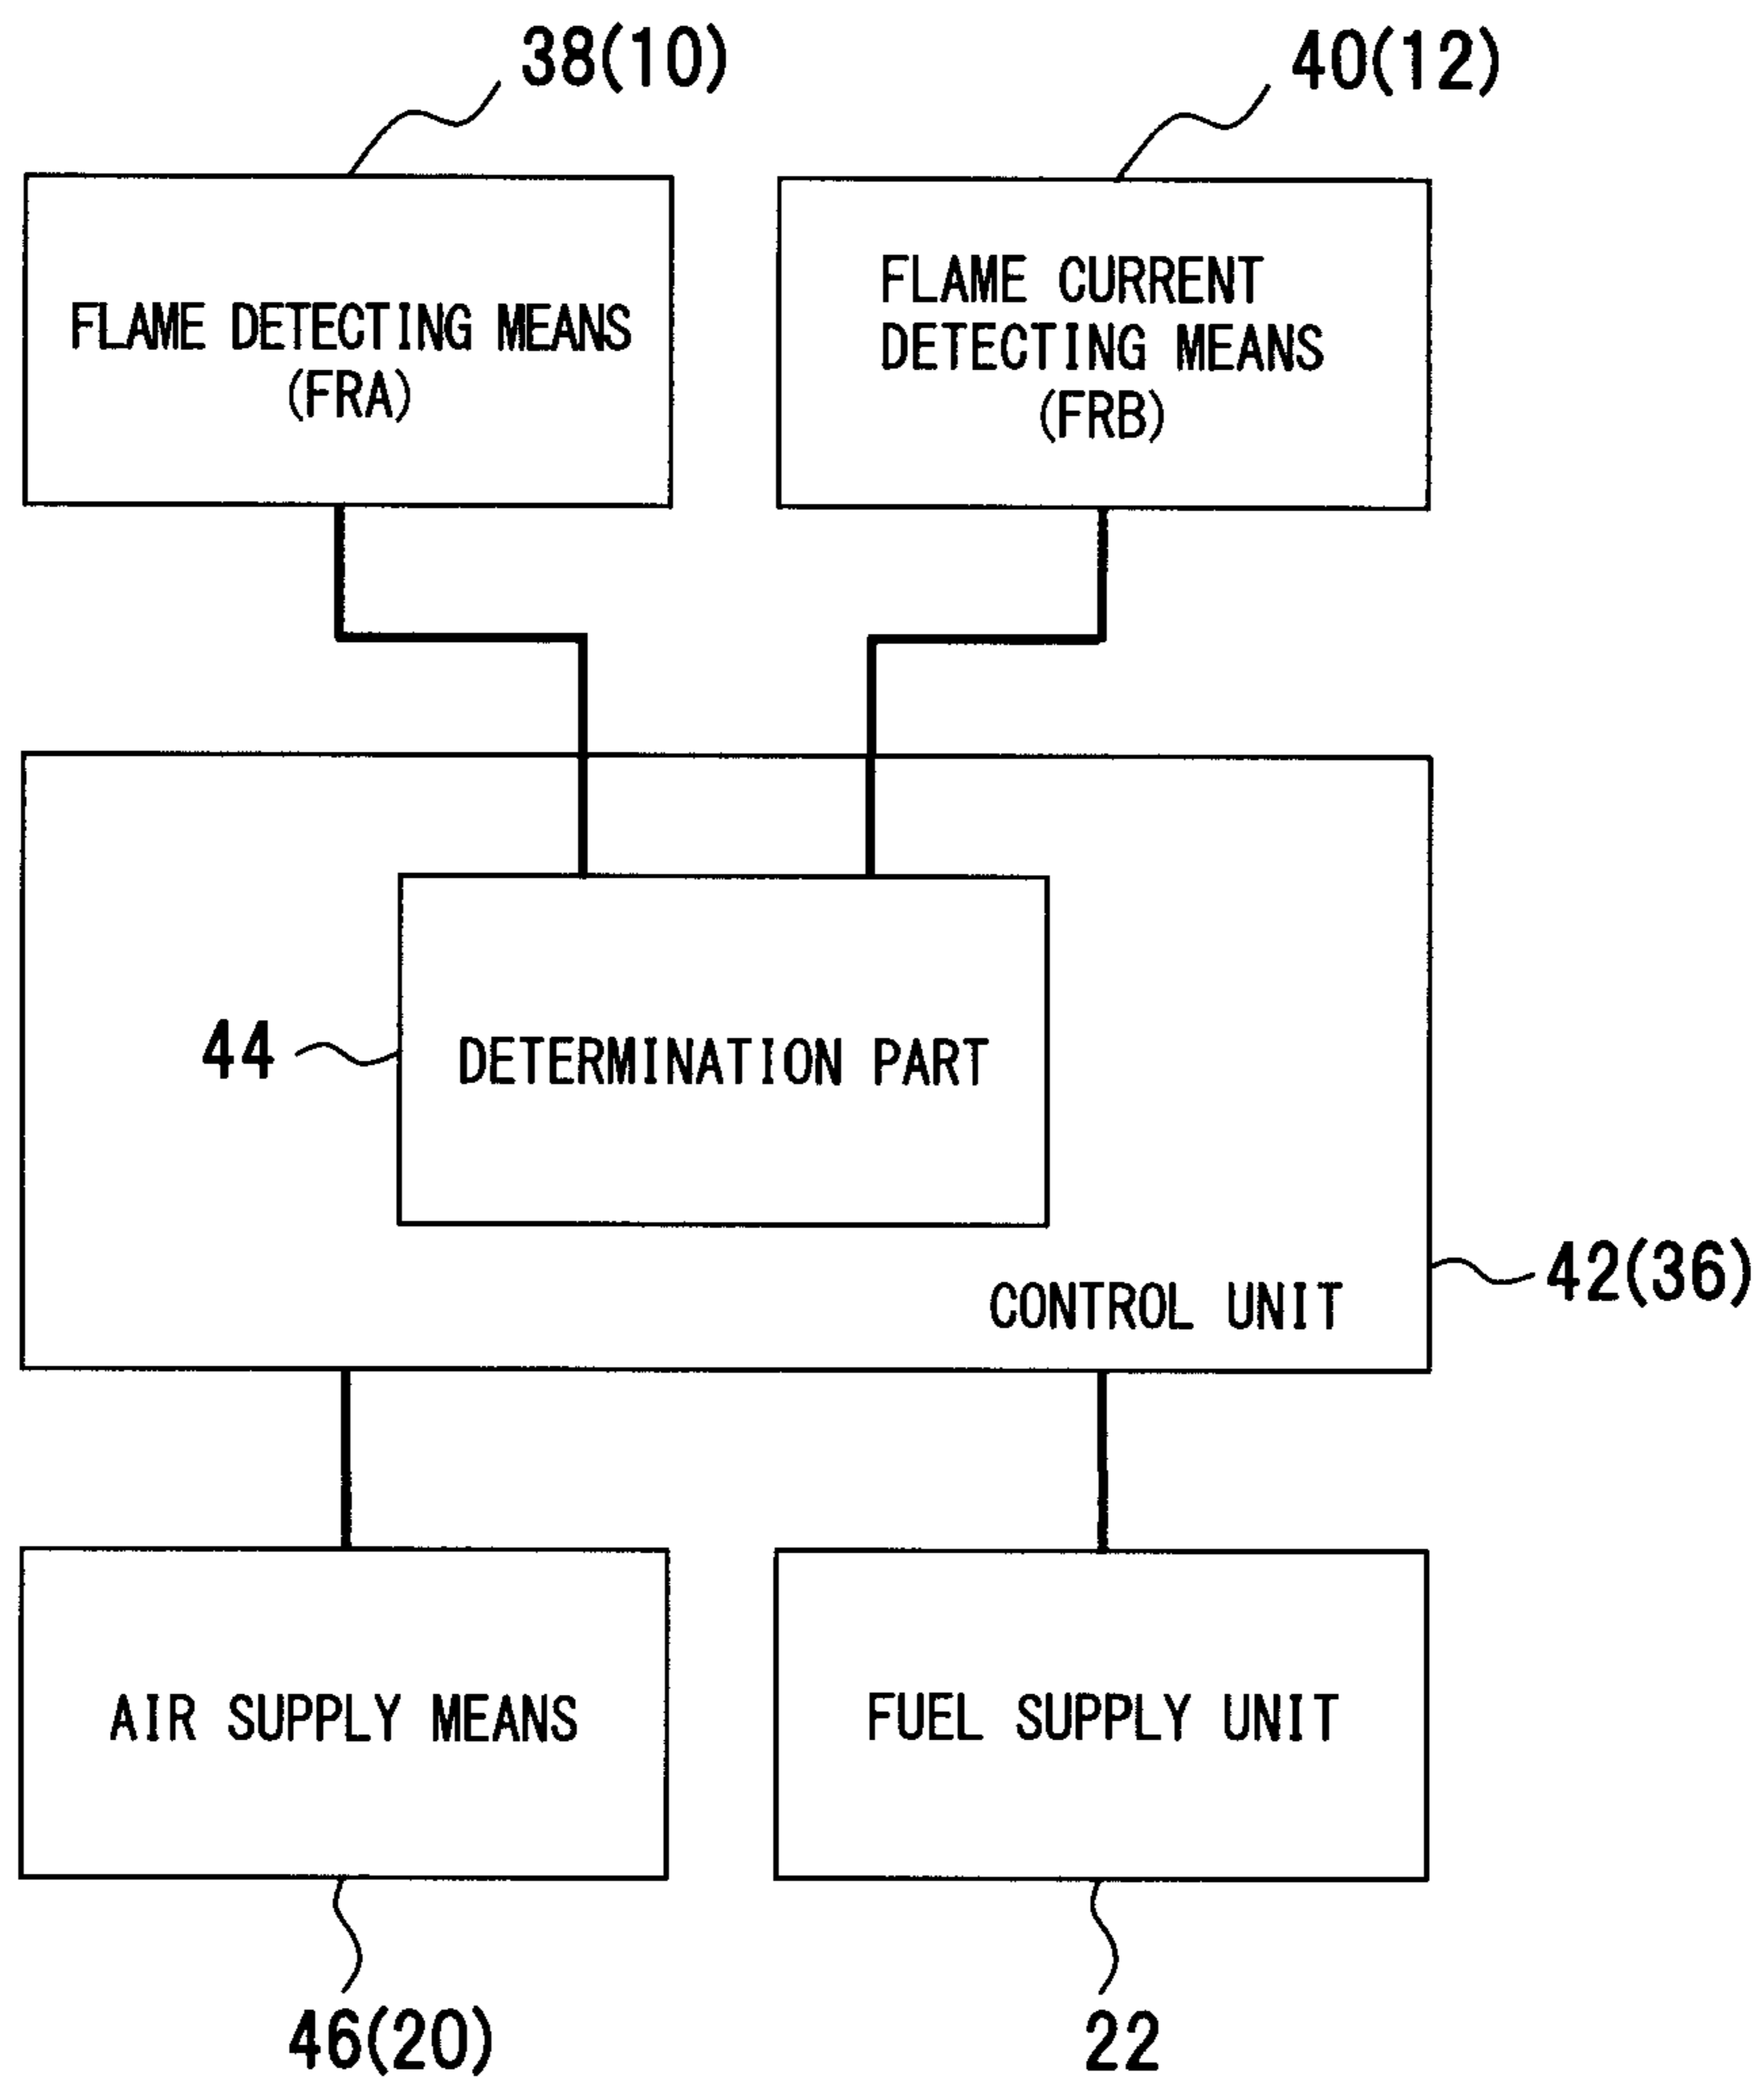 38(10)
40(12)
FLAME DETECTING MEANS
(FRA)
FLAME CURRENT
DETECTING MEANS
(FRB)
44
DETERMINATION PART
42(36)
CONTROL UNIT
AIR SUPPLY MEANS
FUEL SUPPLY UNIT
46(20)
22